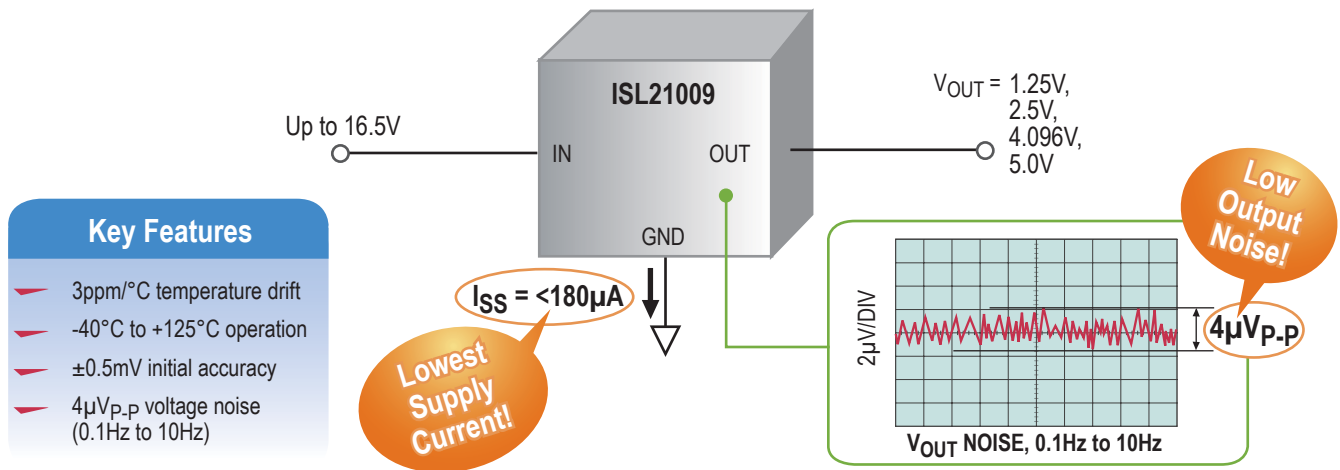 ISL21009
Up to 16.5V
IN
OUT
GND
VOUT = 1.25V,
2.5V,
4.096V,
5.0V
Key Features
3ppm/°C temperature drift
-40°C to +125°C operation
±0.5mV initial accuracy
4µVP-P voltage noise
(0.1Hz to 10Hz)
ISS = <180µA
Lowest
Supply
Current!
Low
Output
Noise!
2µV/DIV
4µVP-P
VOUT NOISE, 0.1Hz to 10Hz